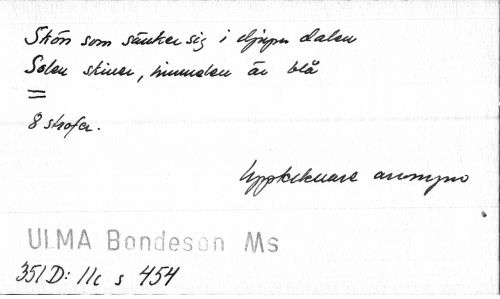 Skön som sänker sig i djupa dalen
Solen skiner, himmelen är blå
=
8 strofer.
Upptecknare anonym
ULMA Bondeson Ms
351D: 11c s 454